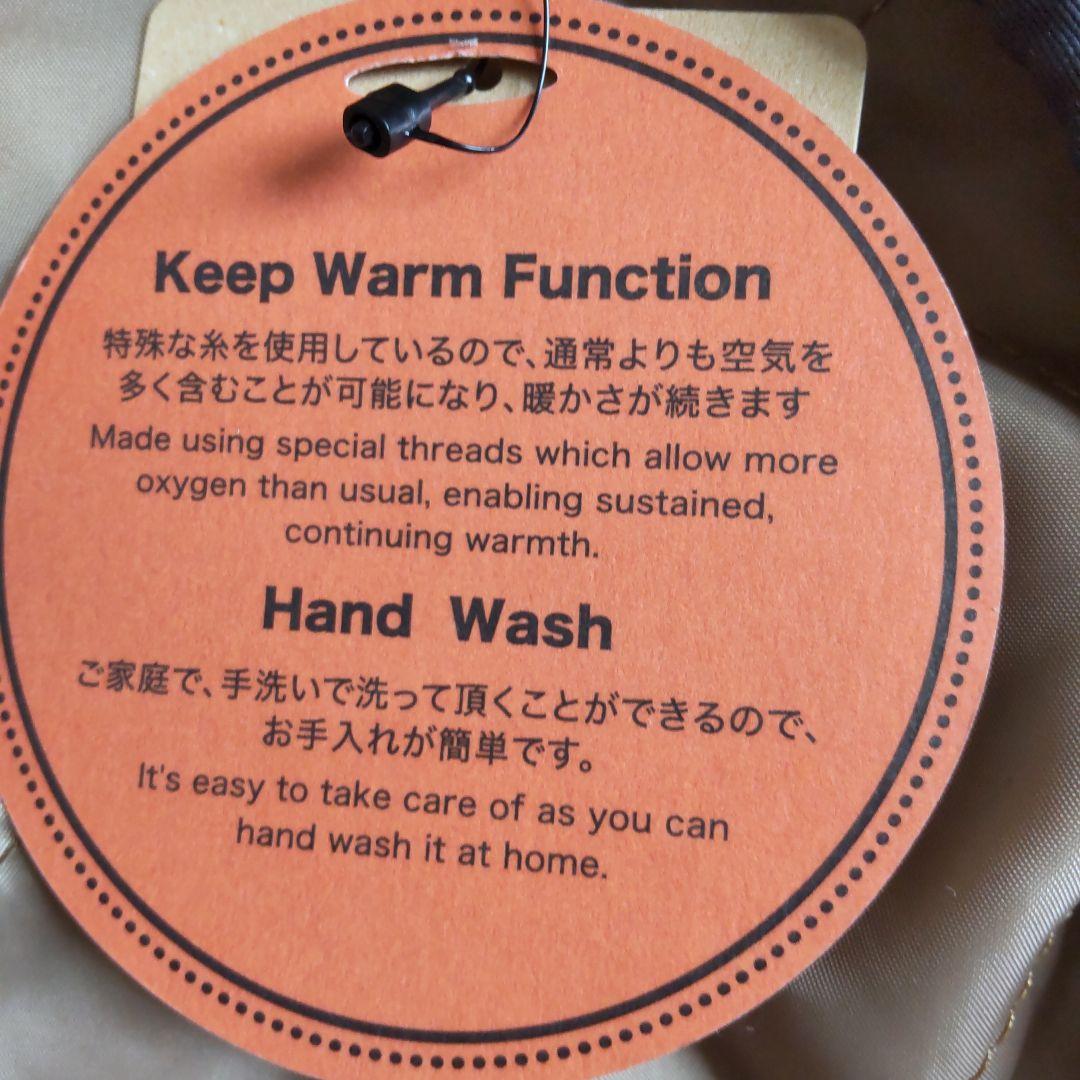 Keep Warm Function
特殊な糸を使用しているので、通常よりも空気を
多く含むことが可能になり、暖かさが続きます
Made using special threads which allow more
oxygen than usual, enabling sustained,
continuing warmth.
Hand Wash
ご家庭で、手洗いで洗って頂くことができるので、
お手入れが簡単です。
It's easy to take care of as you can
hand wash it at home.